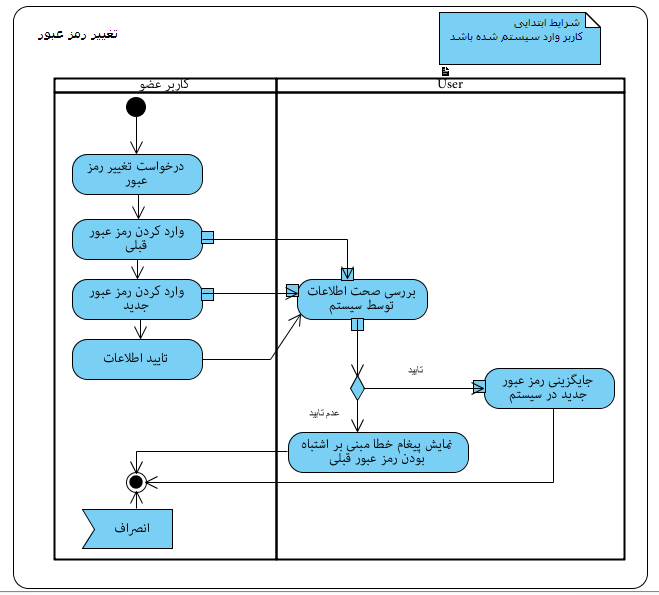 شرایط ابتدایی
کاربر وارد سیستم شده باشد
تغییر رمز عبور
کاربر عضو
User
درخواست تغییر رمز
عبور
وارد کردن رمز عبور
قبلی
وارد کردن رمز عبور
جدید
بررسی صحت اطلاعات
توسط سیستم
تایید اطلاعات
تایید
جایگزینی رمز عبور
جدید در سیستم
عدم تایید
نمایش پیغام خطا مبنی بر اشتباه
بودن رمز عبور قبلی
انصراف